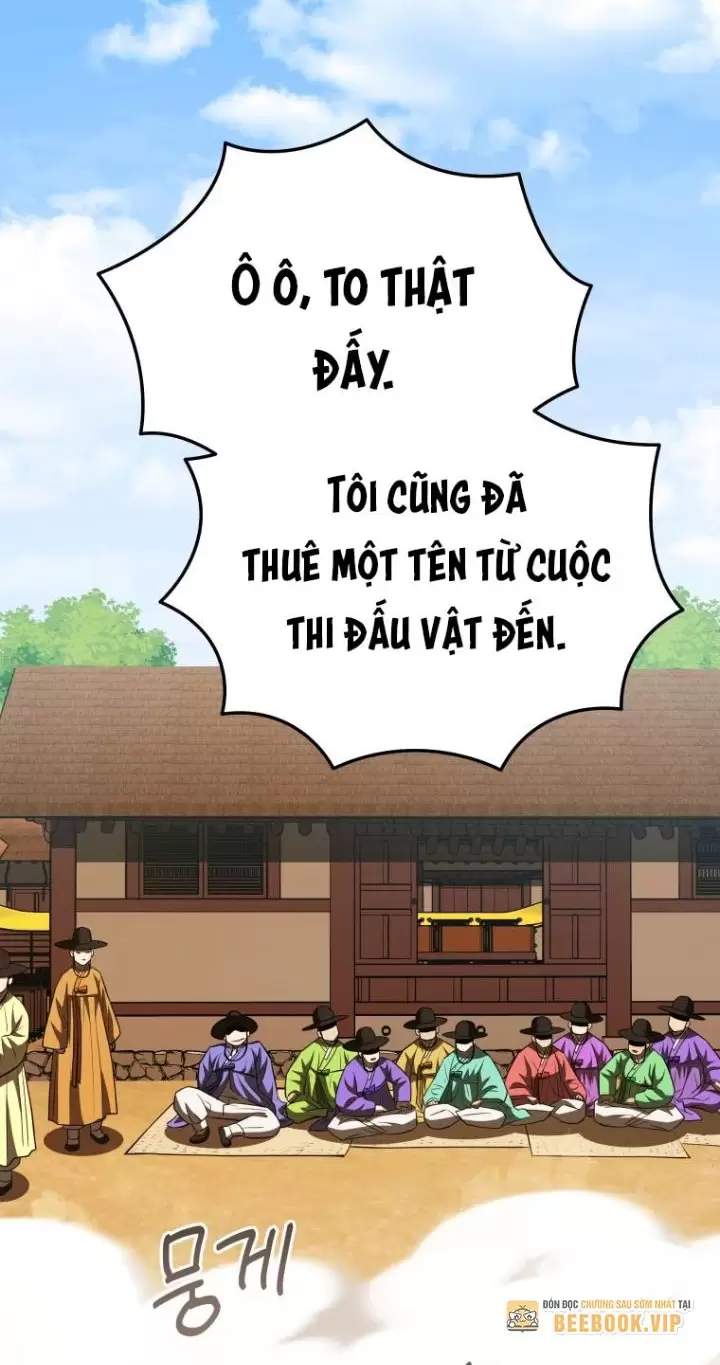 Ô Ô, TO THẬT
ĐẤY.
TÔI CŨNG ĐÃ
THUÊ MỘT TÊN TỪ CUỘC
THI ĐẤU VẬT ĐẾN.
뭉게
ĐÓN ĐỌC CHƯƠNG SAU SỚM NHẤT TẠI
BEEBOOK.VIP